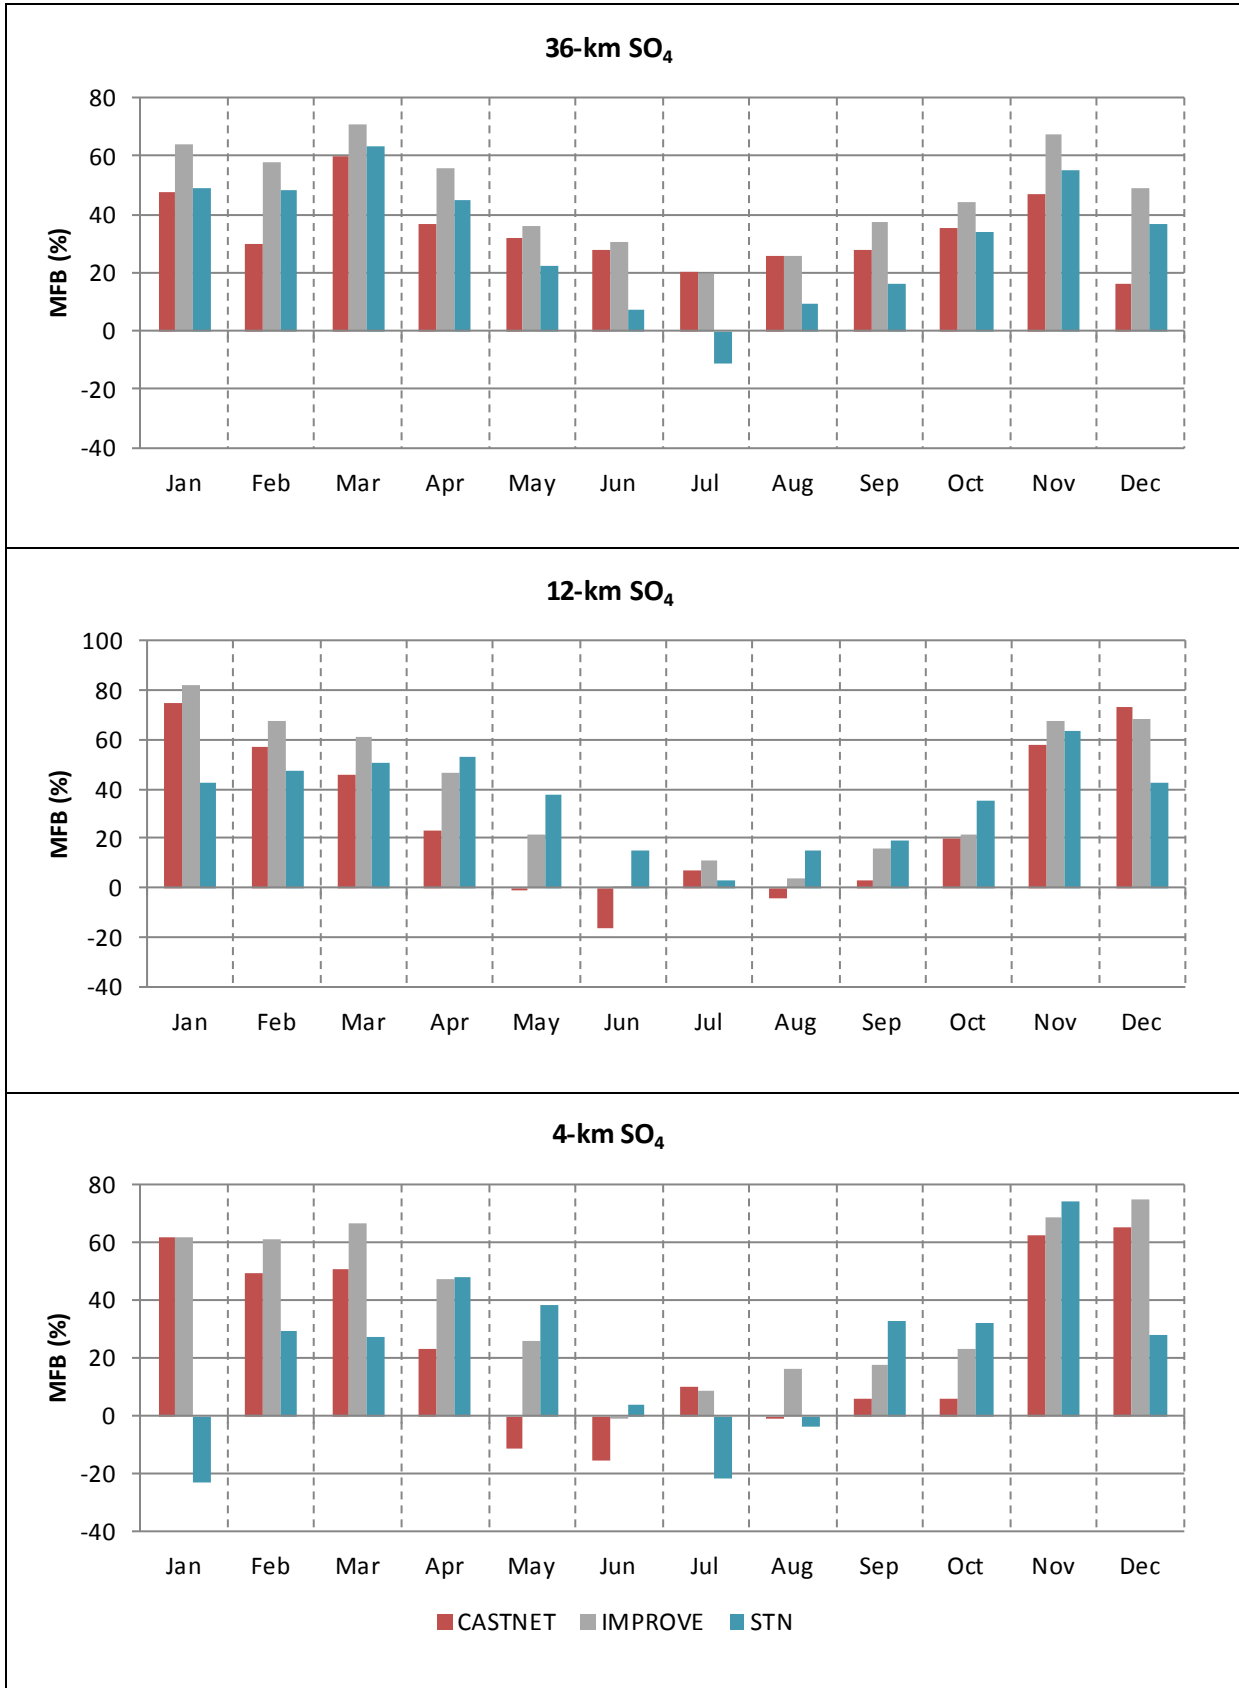 36-km SO₄
MFB (%)
80
60
40
20
0
-20
-40
Jan Feb Mar Apr May Jun Jul Aug Sep Oct Nov Dec
12-km SO₄
MFB (%)
100
80
60
40
20
0
-20
-40
Jan Feb Mar Apr May Jun Jul Aug Sep Oct Nov Dec
4-km SO₄
MFB (%)
80
60
40
20
0
-20
-40
Jan Feb Mar Apr May Jun Jul Aug Sep Oct Nov Dec
CASTNET IMPROVE STN